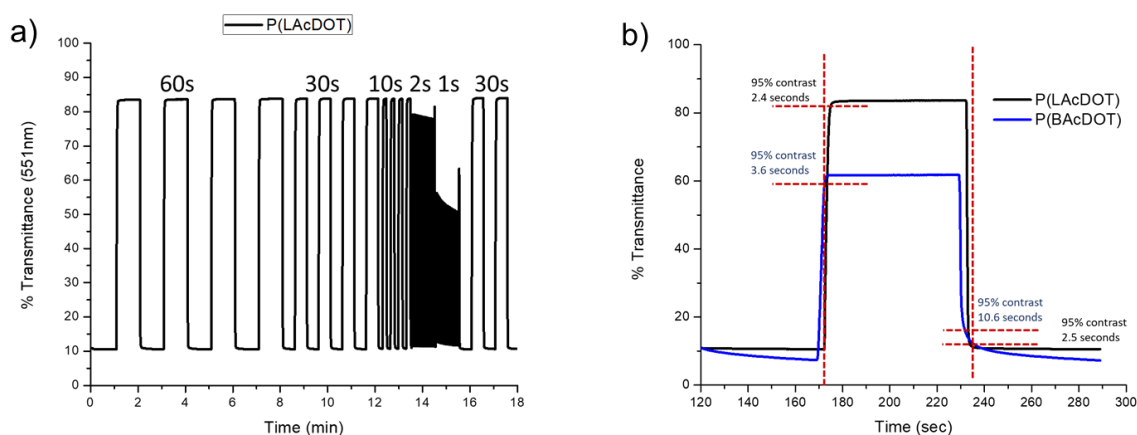 a)
P(LAcDOT)
100
90
80
70
60
50
40
30
20
10
0
% Transmittance (551nm)
60s 30s 10s 2s 1s 30s
0 2 4 6 8 10 12 14 16 18
Time (min)
b)
100
80
60
40
20
0
% Transmittance
95% contrast
2.4 seconds
95% contrast
3.6 seconds
P(LAcDOT)
P(BAcDOT)
95% contrast
10.6 seconds
95% contrast
2.5 seconds
120 140 160 180 200 220 240 260 280 300
Time (sec)